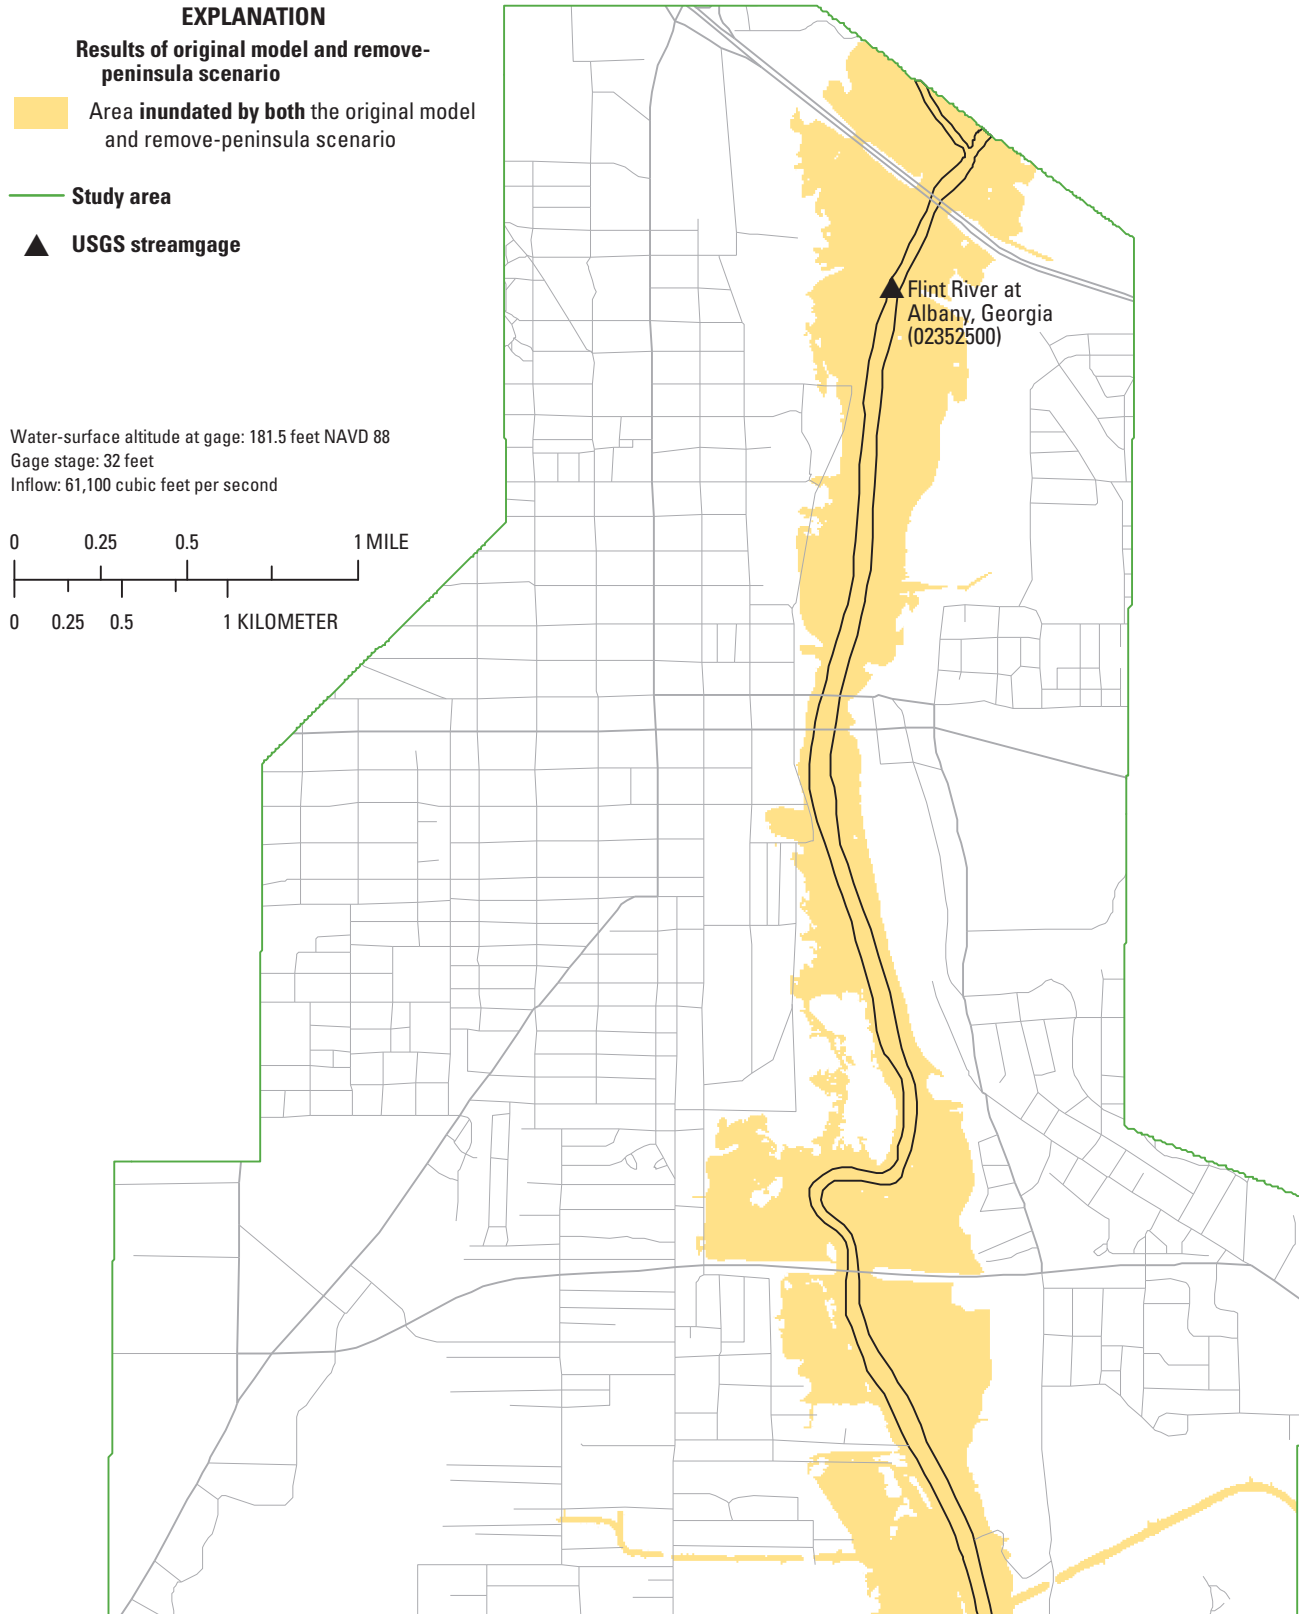 EXPLANATION
Results of original model and remove-
peninsula scenario
Area inundated by both the original model
and remove-peninsula scenario
Study area
USGS streamgage
Flint River at
Albany, Georgia
(02352500)
Water-surface altitude at gage: 181.5 feet NAVD 88
Gage stage: 32 feet
Inflow: 61,100 cubic feet per second
0 0.25 0.5 1 MILE
0 0.25 0.5 1 KILOMETER